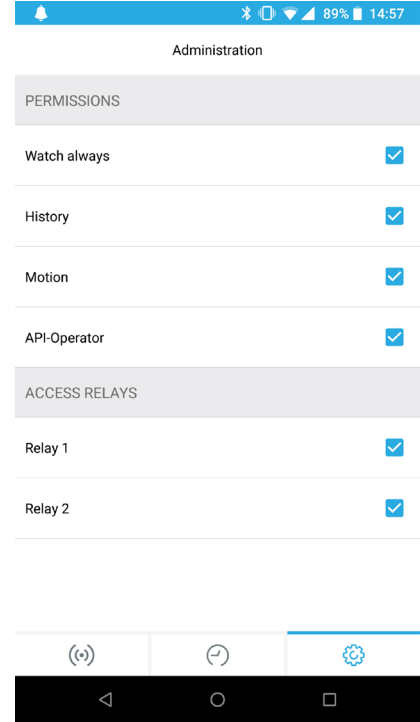 89% 14:57
Administration
PERMISSIONS
Watch always
History
Motion
API-Operator
ACCESS RELAYS
Relay 1
Relay 2